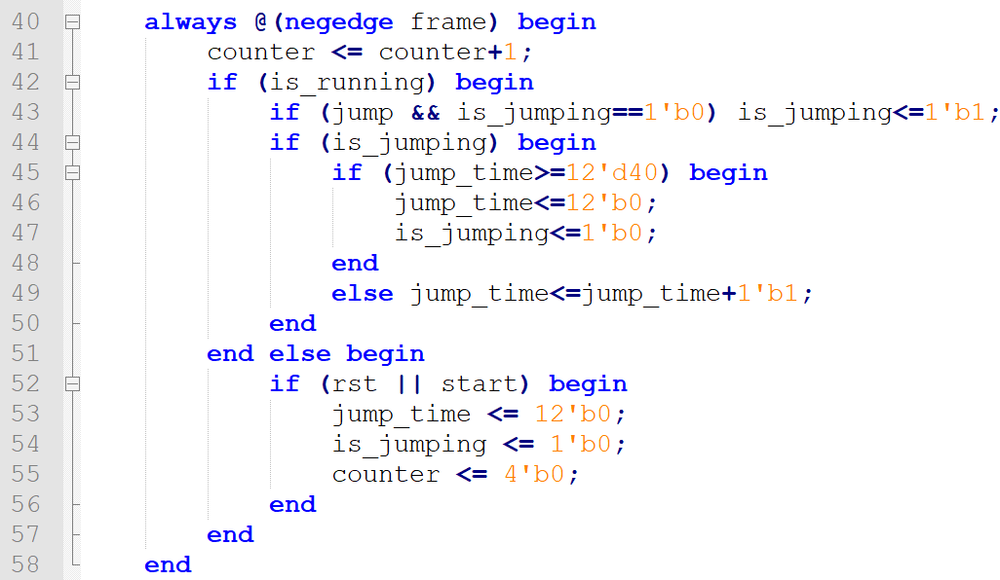 40 always @(negedge frame) begin
41 counter <= counter+1;
42 if (is_running) begin
43 if (jump && is_jumping==1'b0) is_jumping<=1'b1;
44 if (is_jumping) begin
45 if (jump_time>=12'd40) begin
46 jump_time<=12'b0;
47 is_jumping<=1'b0;
48 end
49 else jump_time<=jump_time+1'b1;
50 end
51 end else begin
52 if (rst || start) begin
53 jump_time <= 12'b0;
54 is_jumping <= 1'b0;
55 counter <= 4'b0;
56 end
57 end
58 end